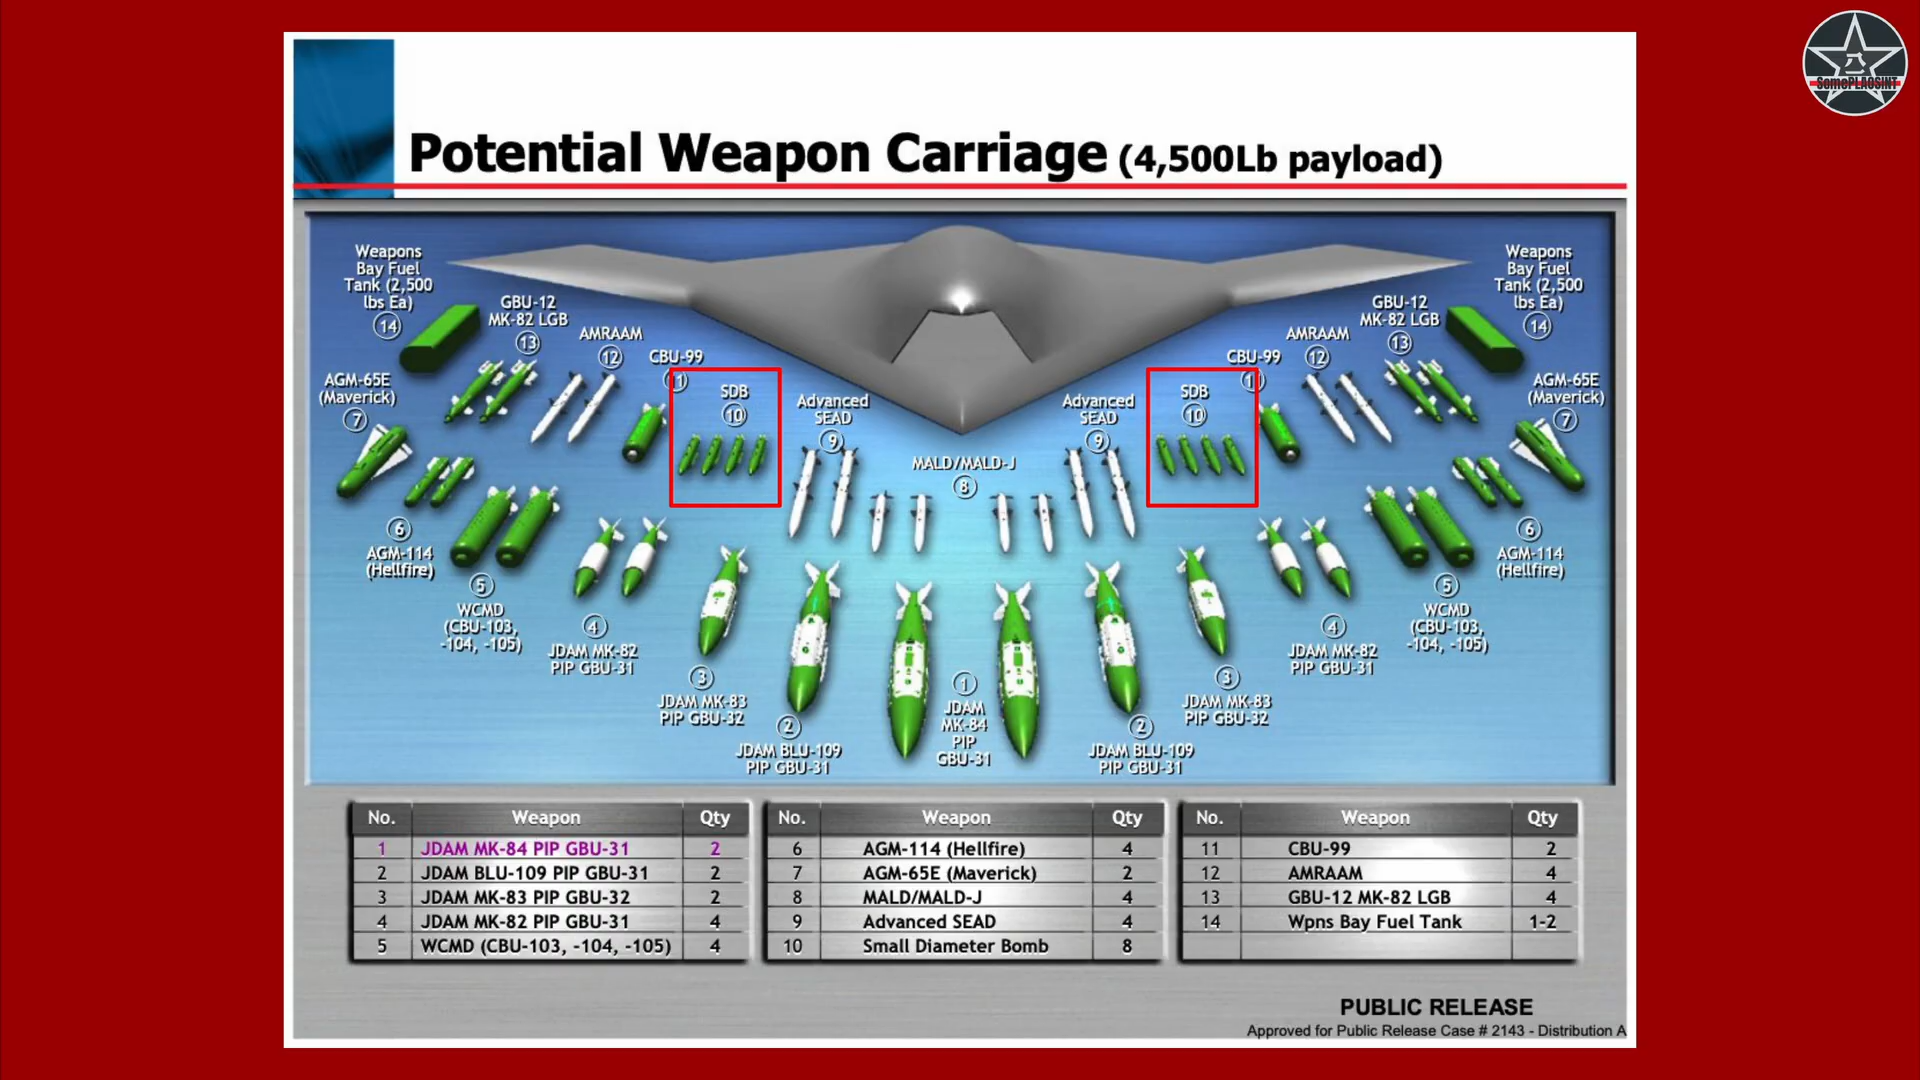 八
SomePLAOSINT
Potential Weapon Carriage (4,500Lb payload)
Weapons
Bay Fuel
Tank (2,500
lbs Ea)
14
GBU-12
MK-82 LGB
13
AMRAAM
12
CBU-99
11
SDB
10
Advanced
SEAD
9
AGM-65E
(Maverick)
7
6
AGM-114
(Hellfire)
5
WCMD
(CBU-103,
-104, -105)
4
JDAM MK-82
PIP GBU-31
3
JDAM MK-83
PIP GBU-32
2
JDAM BLU-109
PIP GBU-31
MALD/MALD-J
8
1
JDAM
MK-84
PIP
GBU-31
Advanced
SEAD
9
SDB
10
CBU-99
1
AMRAAM
12
GBU-12
MK-82 LGB
13
Weapons
Bay Fuel
Tank (2,500
lbs Ea)
14
AGM-65E
(Maverick)
7
6
AGM-114
(Hellfire)
5
WCMD
(CBU-103,
-104, -105)
4
JDAM MK-82
PIP GBU-31
3
JDAM MK-83
PIP GBU-32
2
JDAM BLU-109
PIP GBU-31
No. Weapon Qty
1 JDAM MK-84 PIP GBU-31 2
2 JDAM BLU-109 PIP GBU-31 2
3 JDAM MK-83 PIP GBU-32 2
4 JDAM MK-82 PIP GBU-31 4
5 WCMD (CBU-103, -104, -105) 4
No. Weapon Qty
6 AGM-114 (Hellfire) 4
7 AGM-65E (Maverick) 2
8 MALD/MALD-J 4
9 Advanced SEAD 4
10 Small Diameter Bomb 8
No. Weapon Qty
11 CBU-99 2
12 AMRAAM 4
13 GBU-12 MK-82 LGB 4
14 Wpns Bay Fuel Tank 1-2
PUBLIC RELEASE
Approved for Public Release Case # 2143 - Distribution A